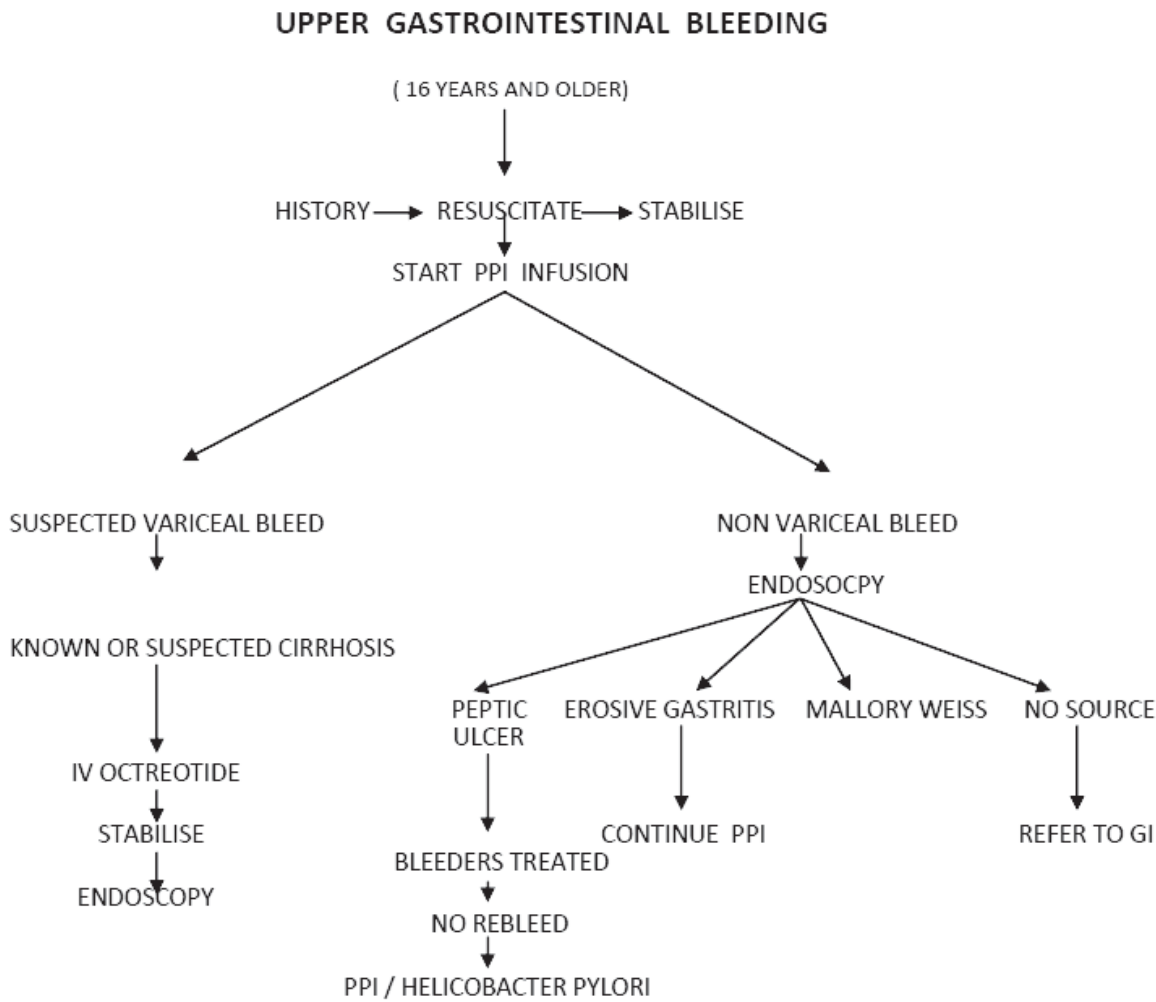 UPPER GASTROINTESTINAL BLEEDING
( 16 YEARS AND OLDER)
HISTORY RESUSCITATE STABILISE
START PPI INFUSION
SUSPECTED VARICEAL BLEED
NON VARICEAL BLEED
ENDOSOCPY
KNOWN OR SUSPECTED CIRRHOSIS
PEPTIC
ULCER
EROSIVE GASTRITIS
MALLORY WEISS
NO SOURCE
IV OCTREOTIDE
STABILISE
ENDOSCOPY
CONTINUE PPI
REFER TO GI
BLEEDERS TREATED
NO REBLEED
PPI / HELICOBACTER PYLORI